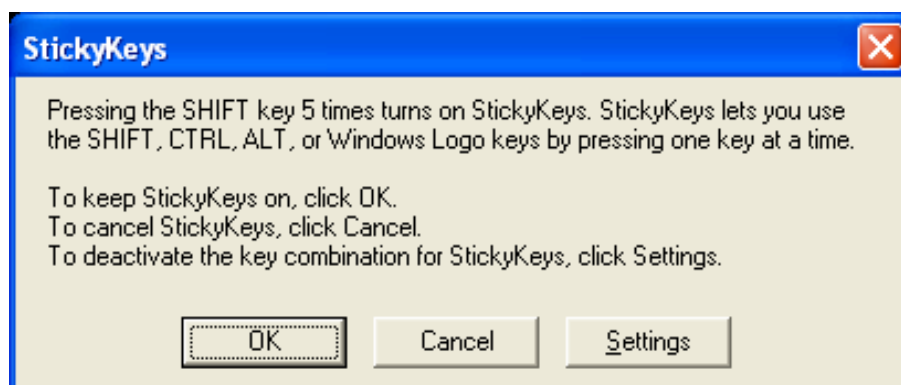 StickyKeys
Pressing the SHIFT key 5 times turns on StickyKeys. StickyKeys lets you use
the SHIFT, CTRL, ALT, or Windows Logo keys by pressing one key at a time.
To keep StickyKeys on, click OK.
To cancel StickyKeys, click Cancel.
To deactivate the key combination for StickyKeys, click Settings.
OK Cancel Settings